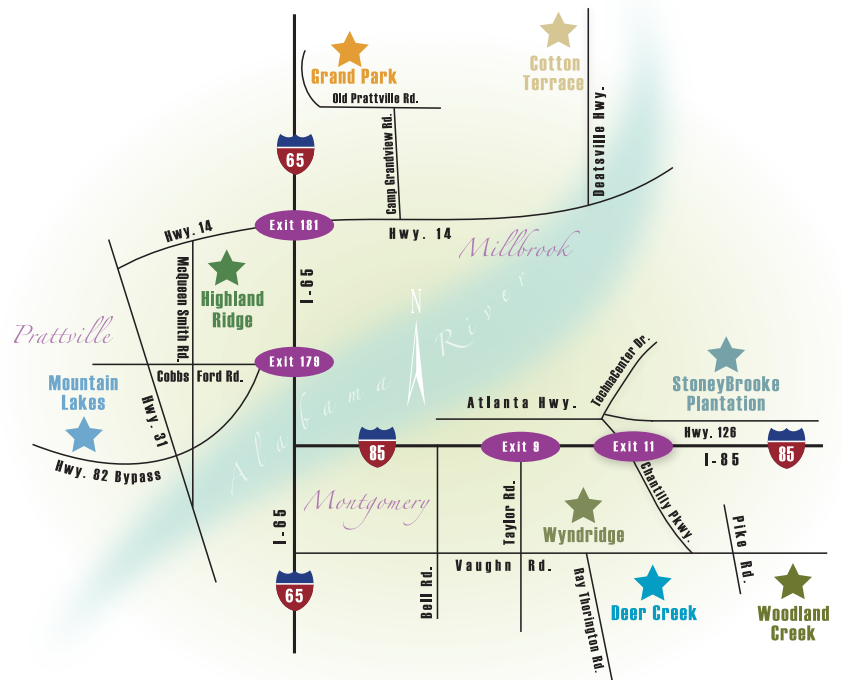 Grand Park
Cotton
Terrace
Old Prattville Rd.
Camp Grandview Rd.
Deatsville Hwy.
65
Exit 181
Hwy. 14
Hwy. 14
Millbrook
McQueen Smith Rd.
Highland
Ridge
I-65
N
Prattville
Exit 179
Cobbs Ford Rd.
Mountain
Lakes
Hwy. 31
Hwy. 82 Bypass
Alabama River
TechnaCenter Dr.
StoneyBrooke
Plantation
Atlanta Hwy.
Hwy. 126
85
Exit 9
Exit 11
I-85
85
Chantilly Pkwy.
Montgomery
I-65
Taylor Rd.
Wyndridge
Pike Rd.
Vaughn Rd.
Bell Rd.
65
Ray Thorington Rd.
Deer Creek
Woodland
Creek